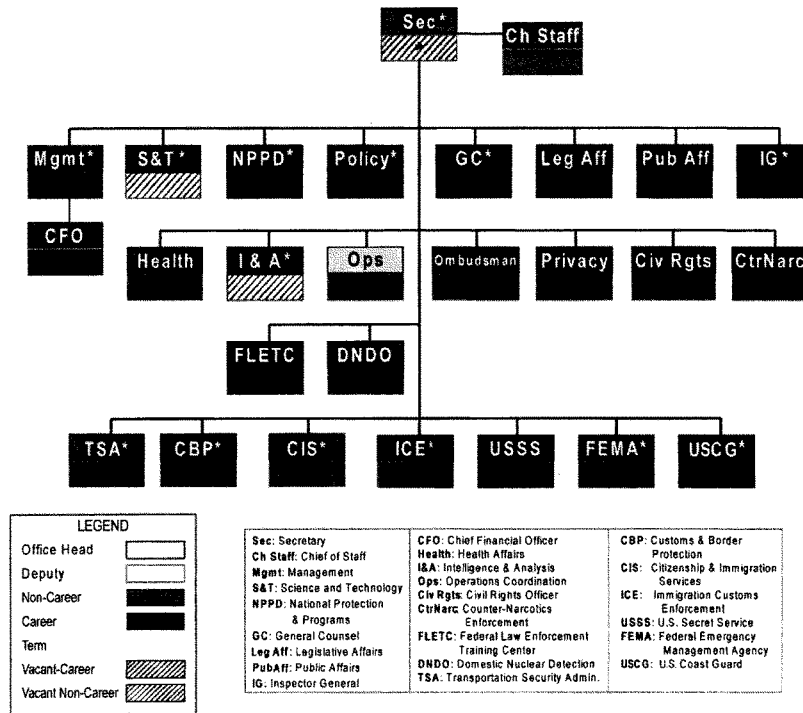 Sec*
Ch Staff
Mgmt*
S&T*
NPPD*
Policy*
GC*
Leg Aff
Pub Aff
IG*
CFO
Health
I & A*
Ops
Ombudsman
Privacy
Civ Rgts
CtrNarc
FLETC
DNDO
TSA*
CBP*
CIS*
ICE*
USSS
FEMA*
USCG*
LEGEND
Office Head
Deputy
Non-Career
Career
Term
Vacant-Career
Vacant Non-Career
Sec: Secretary
Ch Staff: Chief of Staff
Mgmt: Management
S&T: Science and Technology
NPPD: National Protection
& Programs
GC: General Counsel
Leg Aff: Legislative Affairs
PubAff: Public Affairs
IG: Inspector General
CFO: Chief Financial Officer
Health: Health Affairs
I&A: Intelligence & Analysis
Ops: Operations Coordination
Civ Rgts: Civil Rights Officer
CtrNarc: Counter-Narcotics
Enforcement
FLETC: Federal Law Enforcement
Training Center
DNDO: Domestic Nuclear Detection
TSA: Transportation Security Admin.
CBP: Customs & Border
Protection
CIS: Citizenship & Immigration
Services
ICE: Immigration Customs
Enforcement
USSS: U.S. Secret Service
FEMA: Federal Emergency
Management Agency
USCG: U.S. Coast Guard